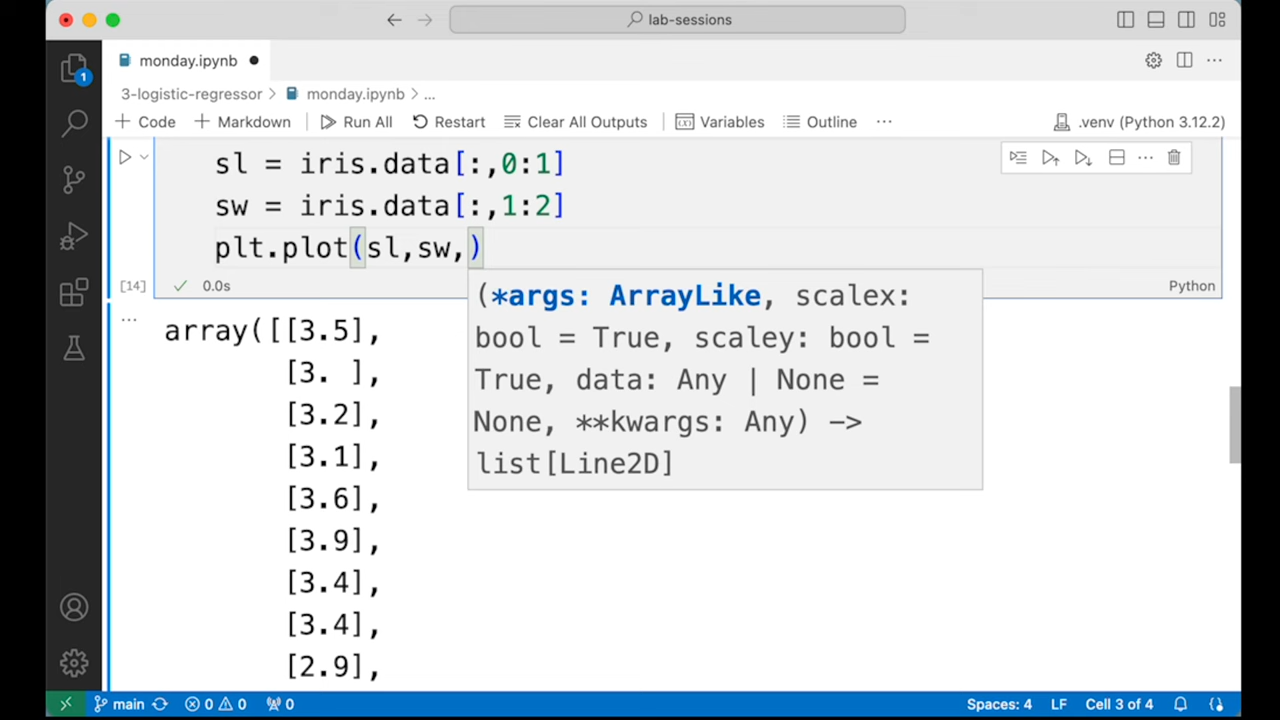 lab-sessions
monday.ipynb
1
3-logistic-regressor > monday.ipynb > ...
+ Code + Markdown Run All Restart Clear All Outputs Variables Outline ... .venv (Python 3.12.2)
sl = iris.data[:,0:1]
sw = iris.data[:,1:2]
plt.plot(sl,sw,)
[14] ✓ 0.0s Python
(*args: ArrayLike, scalex:
bool = True, scaley: bool =
True, data: Any | None =
None, **kwargs: Any) ->
list[Line2D]
array([[3.5],
[3. ],
[3.2],
[3.1],
[3.6],
[3.9],
[3.4],
[3.4],
[2.9],
main 0 0 0 Spaces: 4 LF Cell 3 of 4